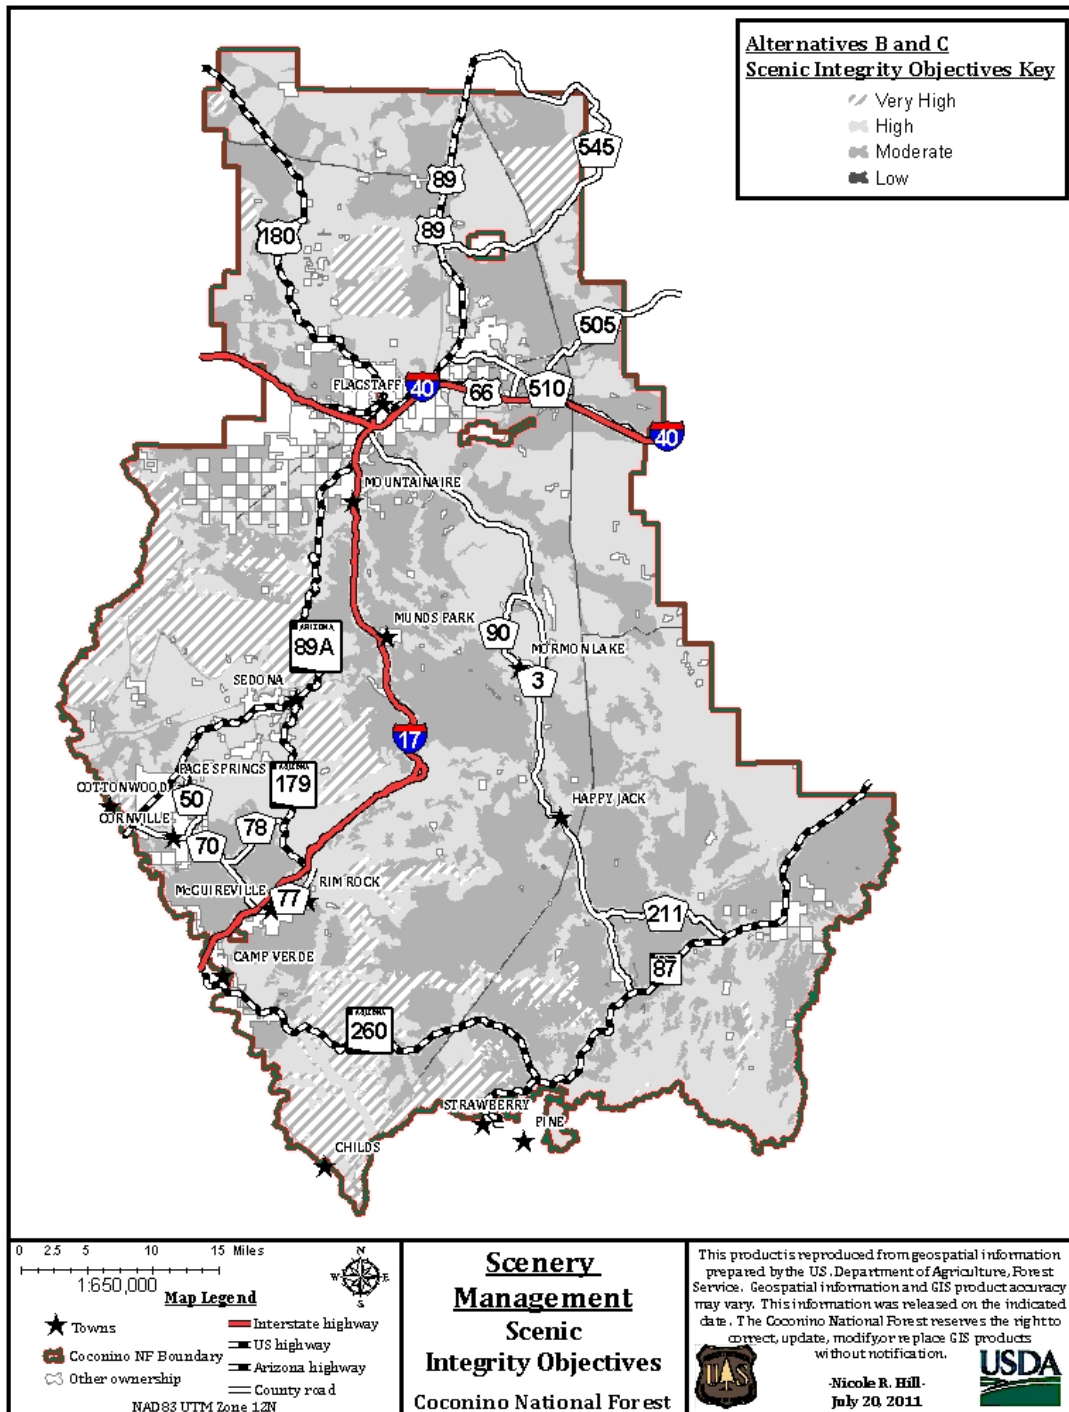 Alternatives B and C
Scenic Integrity Objectives Key
Very High
High
Moderate
Low
545
89
89
180
505
FLAGSTAFF
40
66
510
40
MOUNTAINAIRE
MUNDS PARK
90
MORMON LAKE
ARIZONA
89A
3
SEDONA
17
PAGE SPRINGS
ARIZONA
179
COTTONWOOD
50
HAPPY JACK
CORNVILLE
78
70
RIMROCK
McGUIREVILLE
77
211
CAMP VERDE
87
ARIZONA
260
STRAWBERRY
PINE
CHILDS
0 2.5 5 10 15 Miles
1:650,000
N
W E
S
Map Legend
Towns
Coconino NF Boundary
Other ownership
Interstate highway
US highway
Arizona highway
County road
NAD83 UTM Zone 12N
Scenery
Management
Scenic
Integrity Objectives
Coconino National Forest
This product is reproduced from geospatial information
prepared by the US. Department of Agriculture, Forest
Service. Geospatial information and GIS product accuracy
may vary. This information was released on the indicated
date. The Coconino National Forest reserves the right to
correct, update, modify,or replace GIS products
without notification.
-Nicole R. Hill-
July 20, 2011
U S
USDA